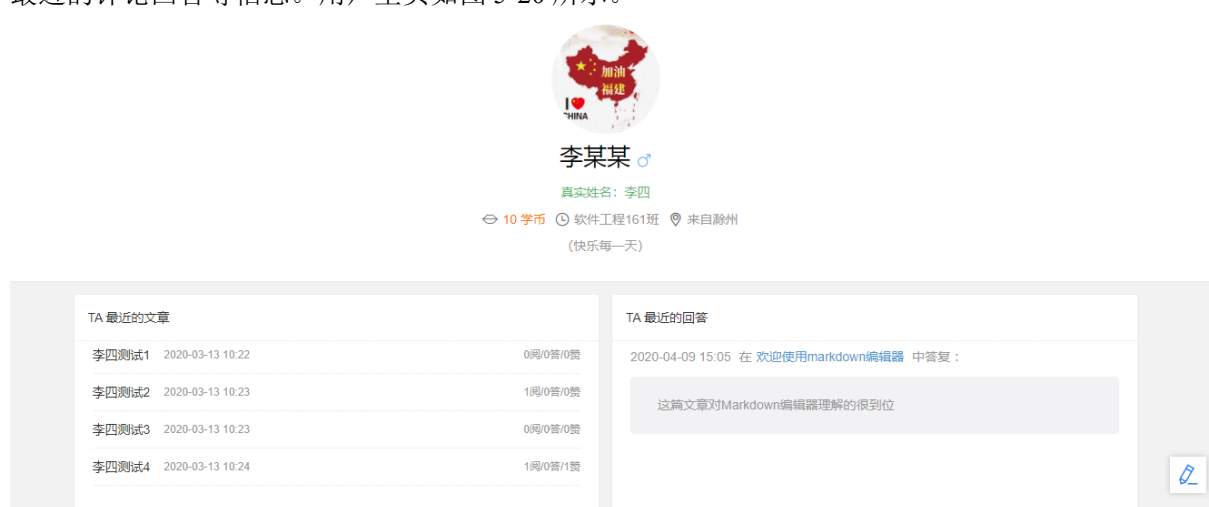 最近的评论回答等信息。用户主页如图 5-20 所示。
加油
福建
I
CHINA
李某某
真实姓名：李四
10 学币 软件工程161班 来自滁州
（快乐每一天）
TA 最近的文章
李四测试1 2020-03-13 10:22 0阅/0答/0赞
李四测试2 2020-03-13 10:23 1阅/0答/0赞
李四测试3 2020-03-13 10:23 0阅/0答/0赞
李四测试4 2020-03-13 10:24 1阅/0答/1赞
TA 最近的回答
2020-04-09 15:05 在 欢迎使用markdown编辑器 中答复：
这篇文章对Markdown编辑器理解的很到位